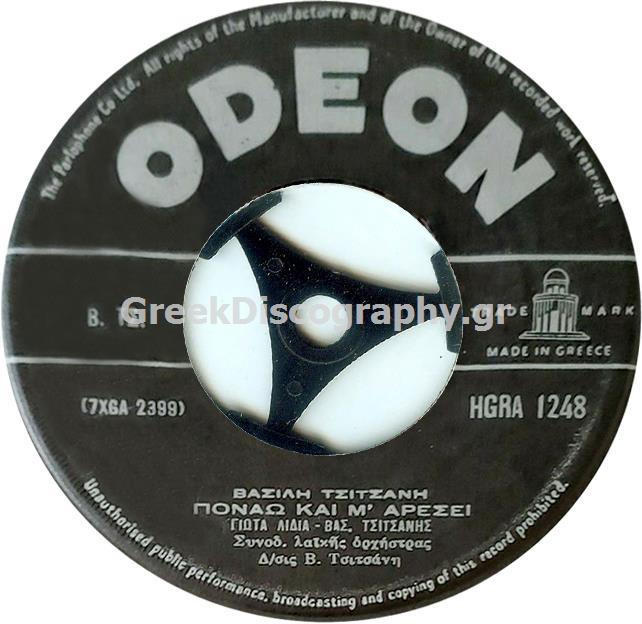 The Parlophone Co Ltd. All rights of the Manufacturer and of the Owner of the recorded work reserved.
ODEON
GreekDiscography.gr
B.
TRADE MARK
MADE IN GREECE
(7XGA 2399)
HGRA 1248
ΒΑΣΙΛΗ ΤΣΙΤΣΑΝΗ
ΠΟΝΑΩ ΚΑΙ Μ' ΑΡΕΣΕΙ
ΓΙΩΤΑ ΛΙΔΙΑ - ΒΑΣ. ΤΣΙΤΣΑΝΗΣ
Συνοδ. λαϊκῆς ὀρχήστρας
Δ/σις Β. Τσιτσάνη
Unauthorised public performance, broadcasting and copying of this record prohibited.